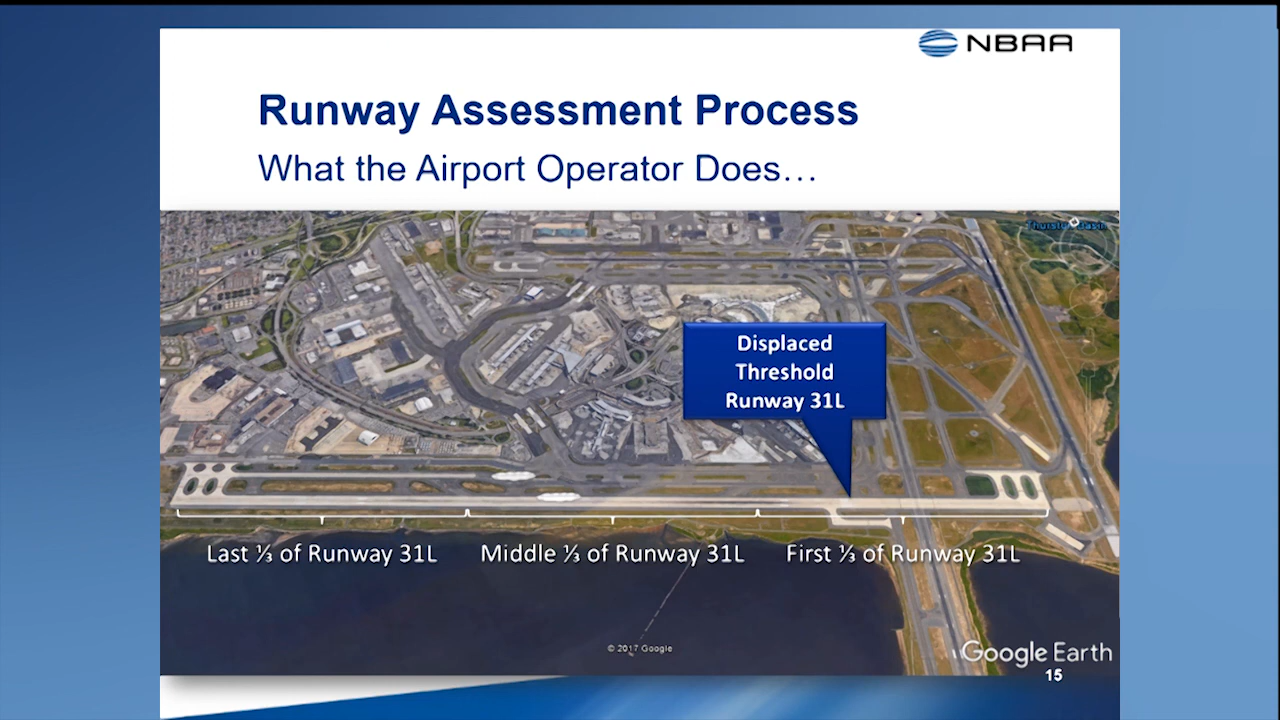 NBAA
Runway Assessment Process
What the Airport Operator Does…
Displaced
Threshold
Runway 31L
Last ⅓ of Runway 31L
Middle ⅓ of Runway 31L
First ⅓ of Runway 31L
© 2017 Google
Google Earth
15